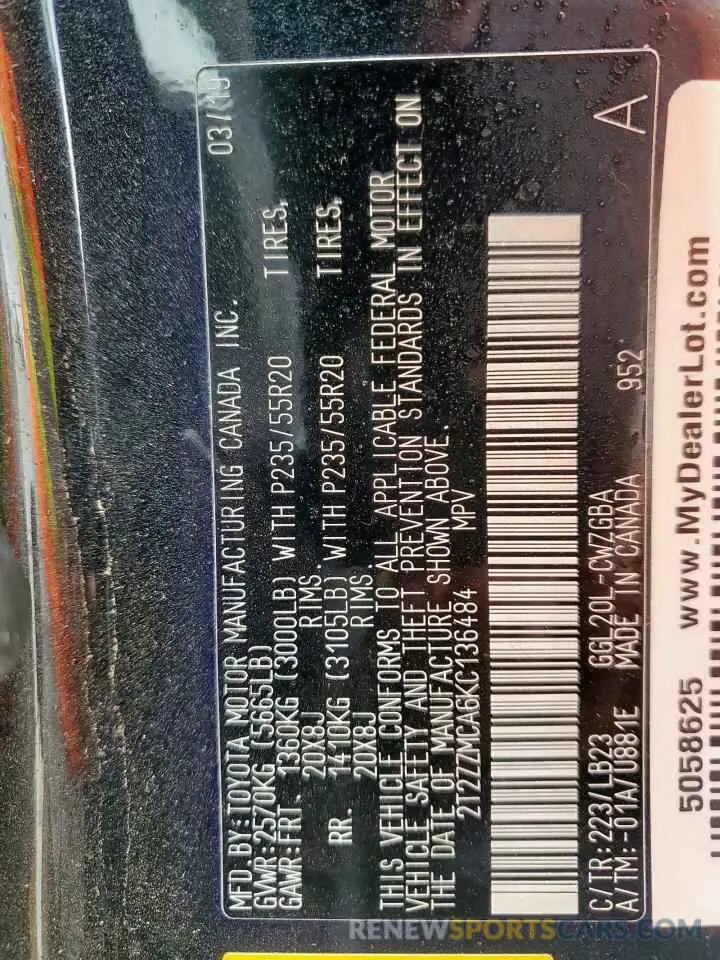 MFD.BY:TOYOTA MOTOR MANUFACTURING CANADA INC. 03/19
GVWR:2570KG (5665LB)
GAWR:FRT. 1360KG (3000LB) WITH P235/55R20 TIRES,
20X8J RIMS.
RR. 1410KG (3105LB) WITH P235/55R20 TIRES,
20X8J RIMS.
THIS VEHICLE CONFORMS TO ALL APPLICABLE FEDERAL MOTOR
VEHICLE SAFETY AND THEFT PREVENTION STANDARDS IN EFFECT ON
THE DATE OF MANUFACTURE SHOWN ABOVE.
2T2ZZMCA6KC136484 MPV
C/TR:223/LB23 GGL20L-CWZGBA 952
A/TM:-01A/U881E MADE IN CANADA
A
5058625 www.MyDealerLot.com
RENEWSPORTSCARS.COM